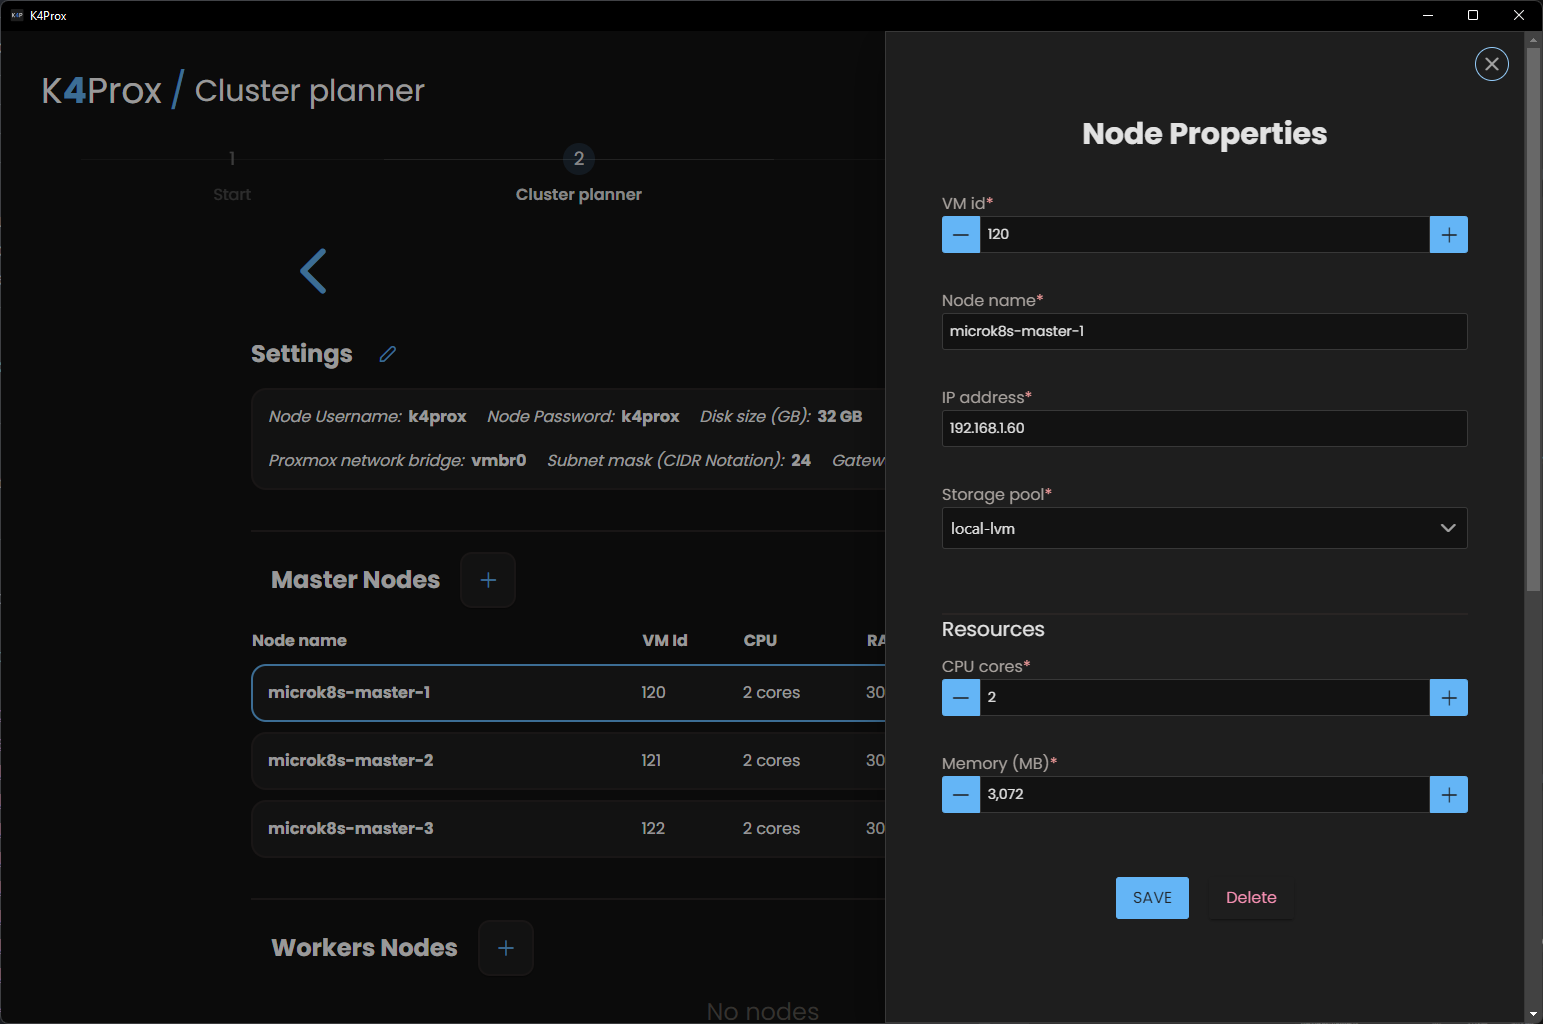 K4P K4Prox
K4Prox / Cluster planner
1
2
Start
Cluster planner
Settings
Node Username: k4prox Node Password: k4prox Disk size (GB): 32 GB
Proxmox network bridge: vmbr0 Subnet mask (CIDR Notation): 24 Gatew
Master Nodes +
Node name VM Id CPU RA
microk8s-master-1 120 2 cores 30
microk8s-master-2 121 2 cores 30
microk8s-master-3 122 2 cores 30
Workers Nodes +
No nodes
Node Properties
VM id*
120
Node name*
microk8s-master-1
IP address*
192.168.1.60
Storage pool*
local-lvm
Resources
CPU cores*
2
Memory (MB)*
3,072
SAVE Delete